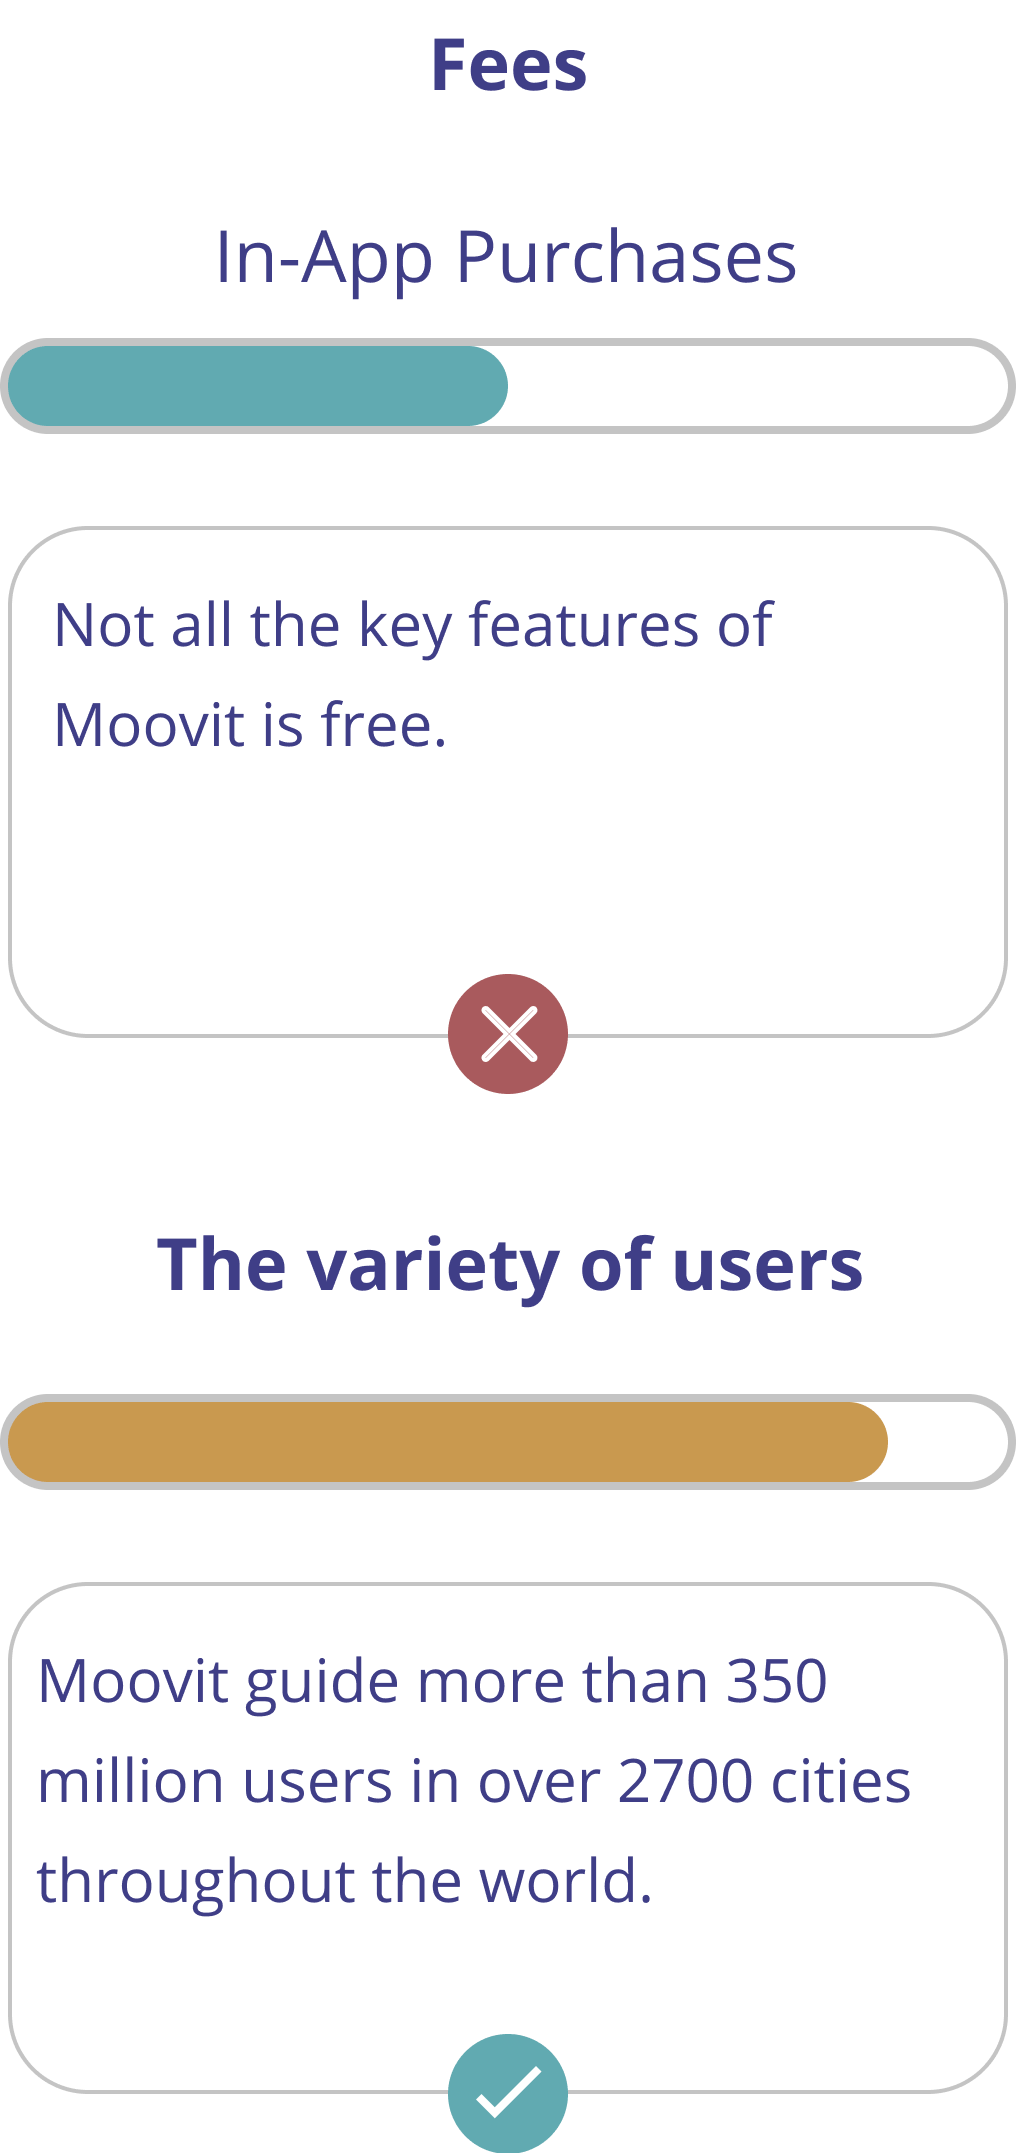 Fees
In-App Purchases
Not all the key features of
Moovit is free.
The variety of users
Moovit guide more than 350
million users in over 2700 cities
throughout the world.